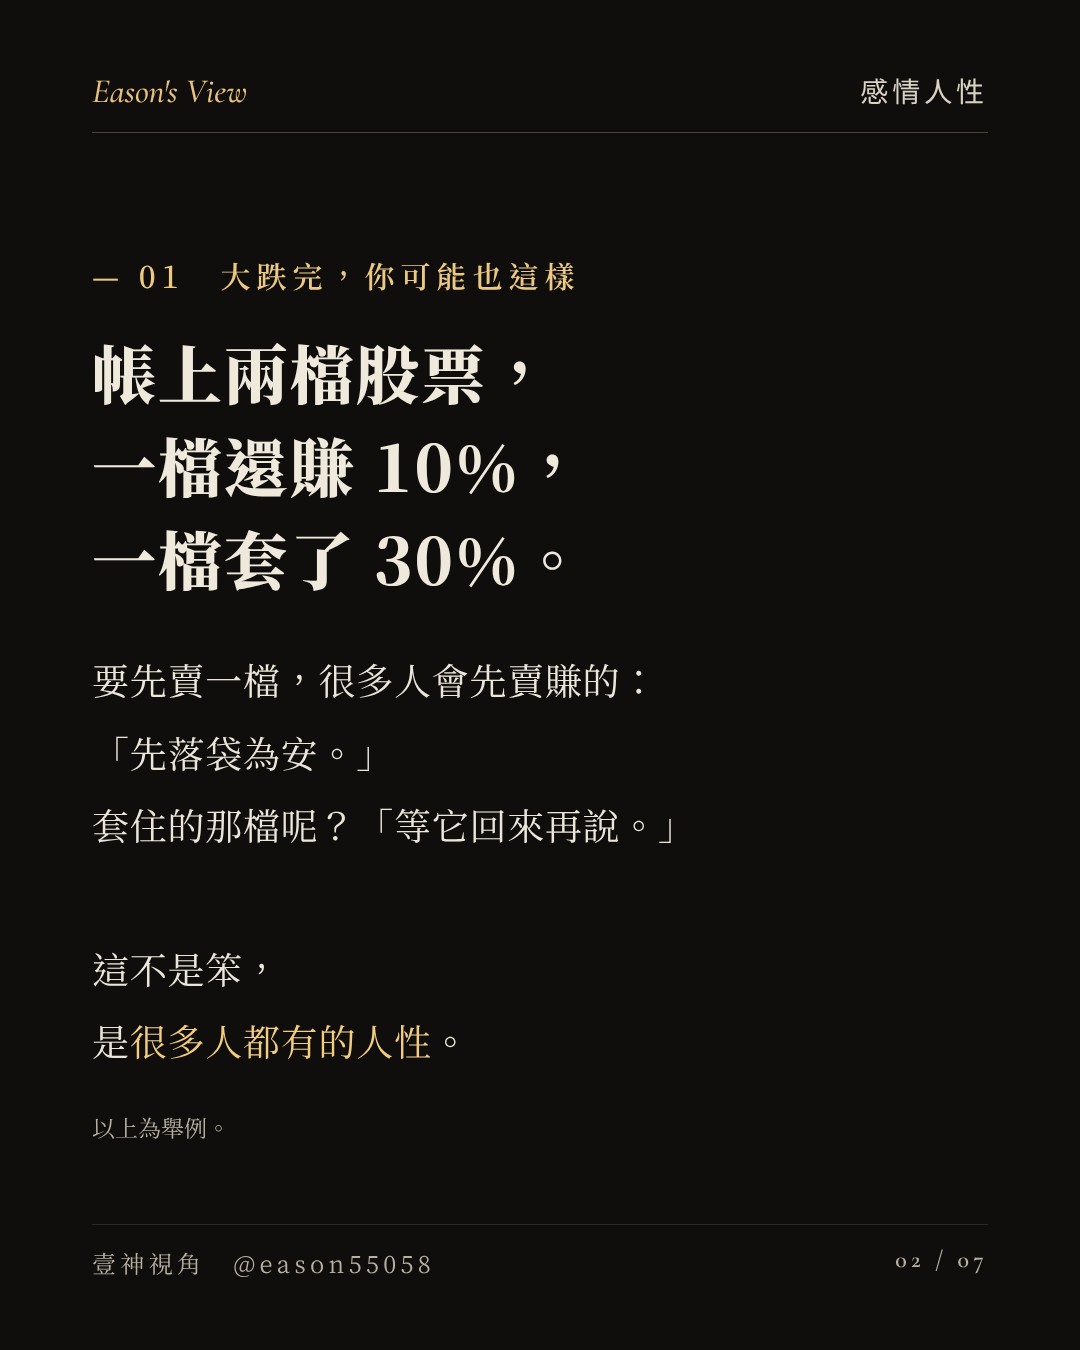 Eason's View
感情人性
— 01 大跌完，你可能也這樣
帳上兩檔股票，
一檔還賺 10%，
一檔套了 30%。
要先賣一檔，很多人會先賣賺的：
「先落袋為安。」
套住的那檔呢？「等它回來再說。」
這不是笨，
是很多人都有的人性。
以上為舉例。
壹神視角 @eason55058
02 / 07